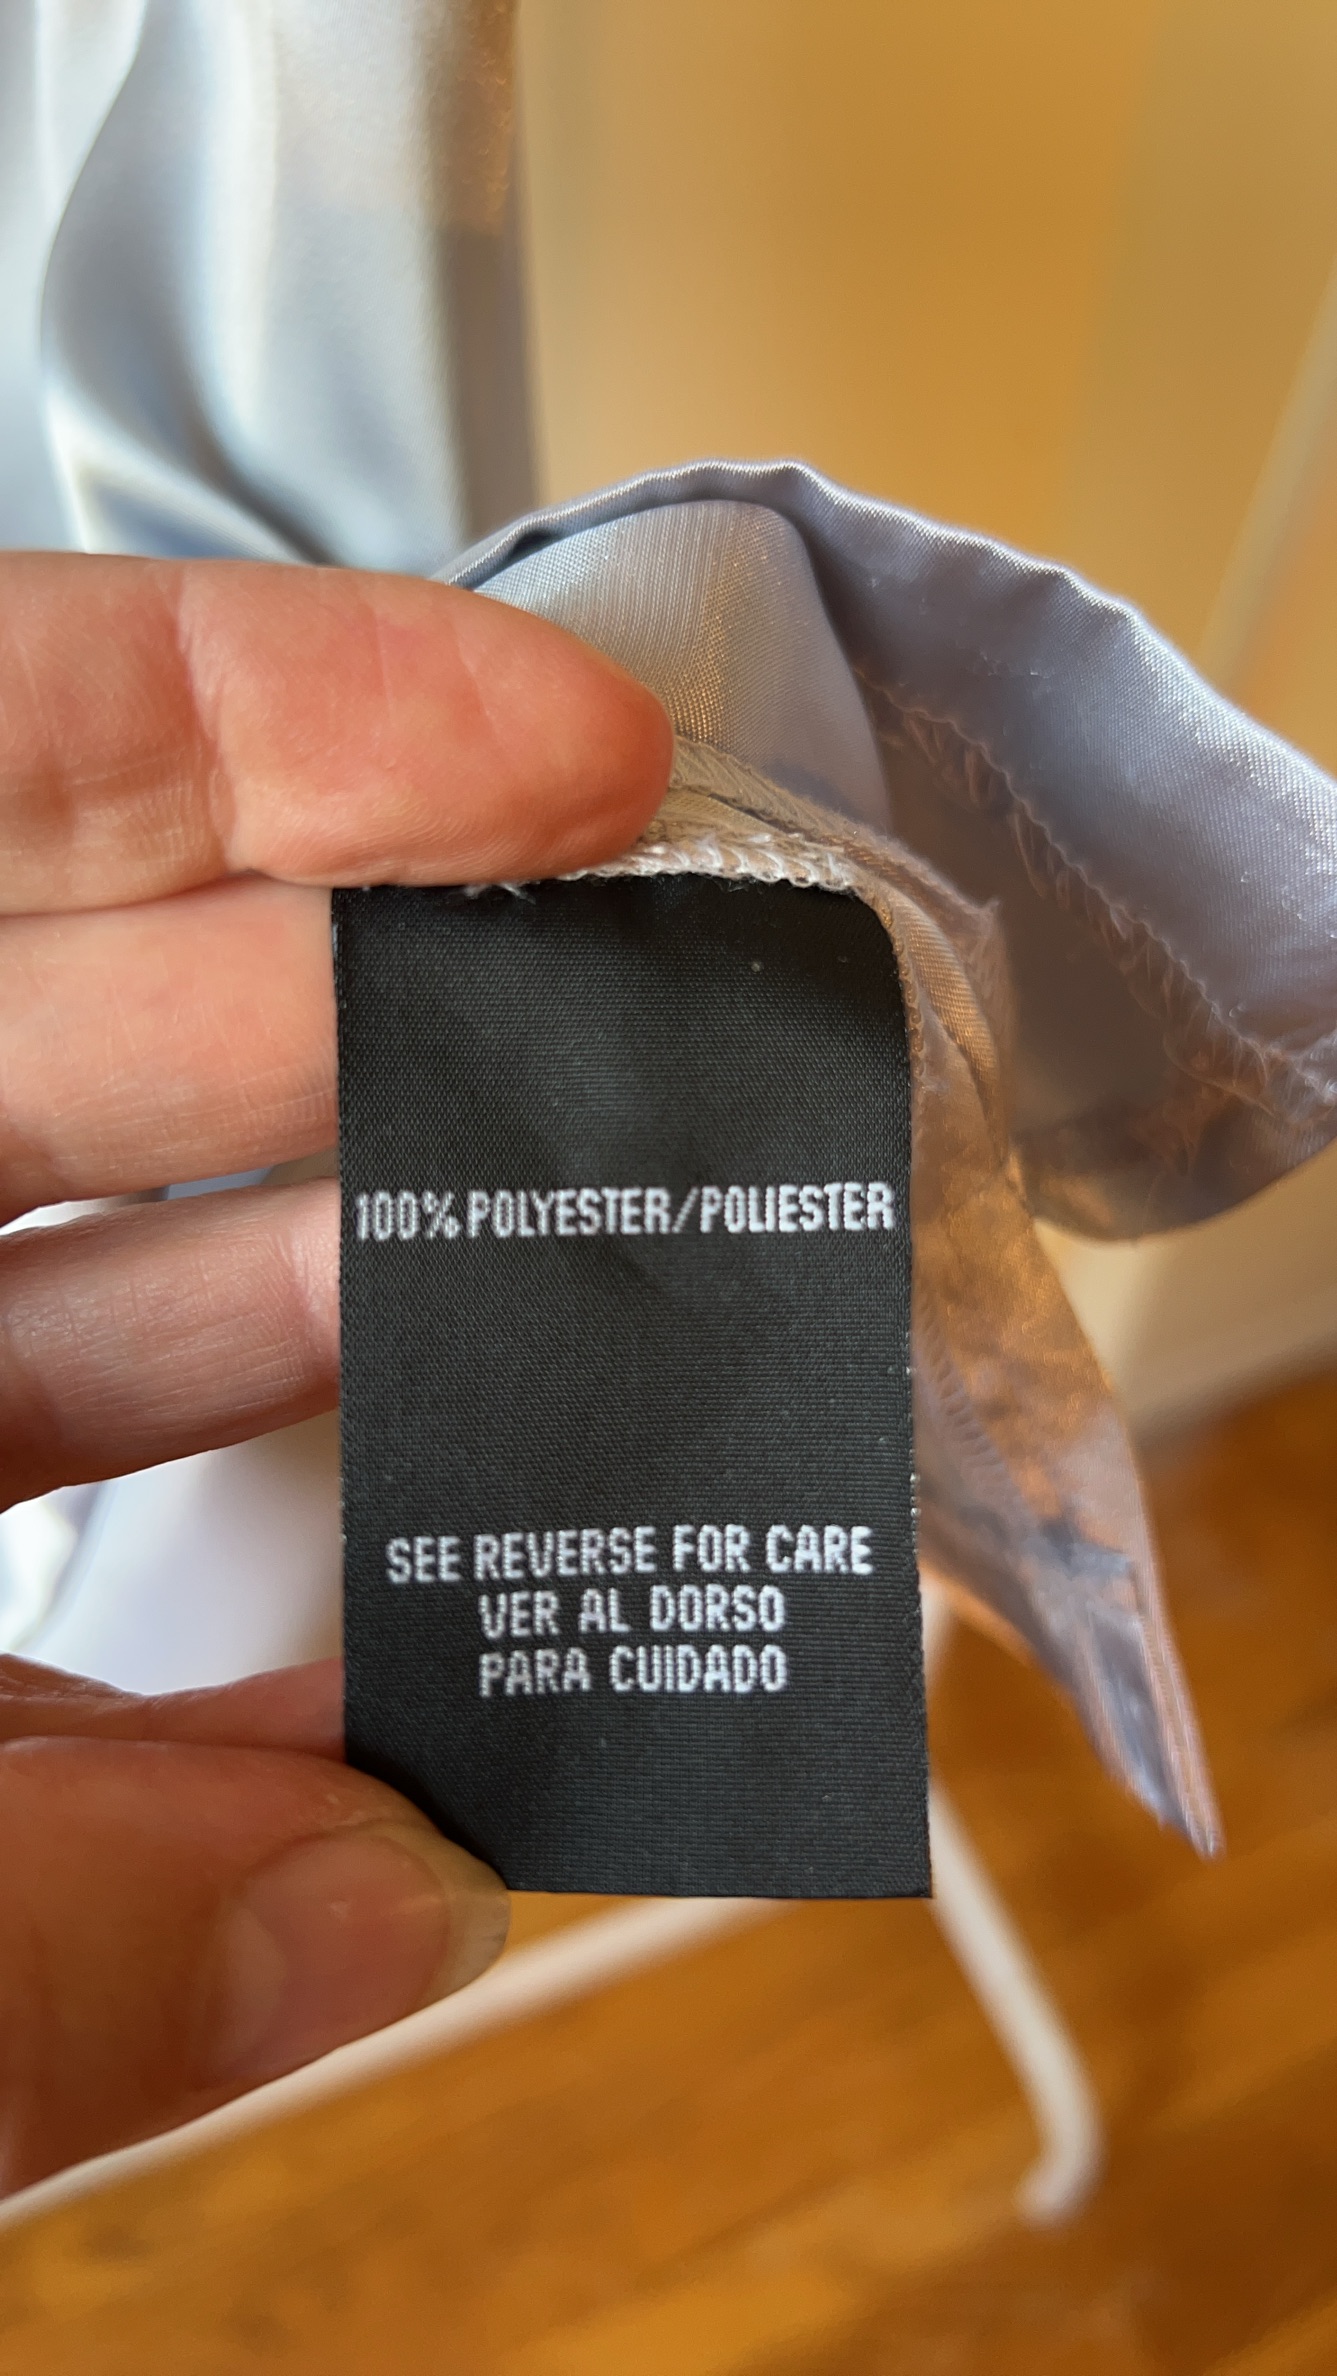 100% POLYESTER/POLIESTER
SEE REVERSE FOR CARE
VER AL DORSO
PARA CUIDADO